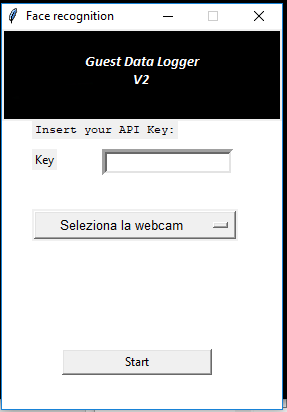 Face recognition
Guest Data Logger
V2
Insert your API Key:
Key
Seleziona la webcam
Start